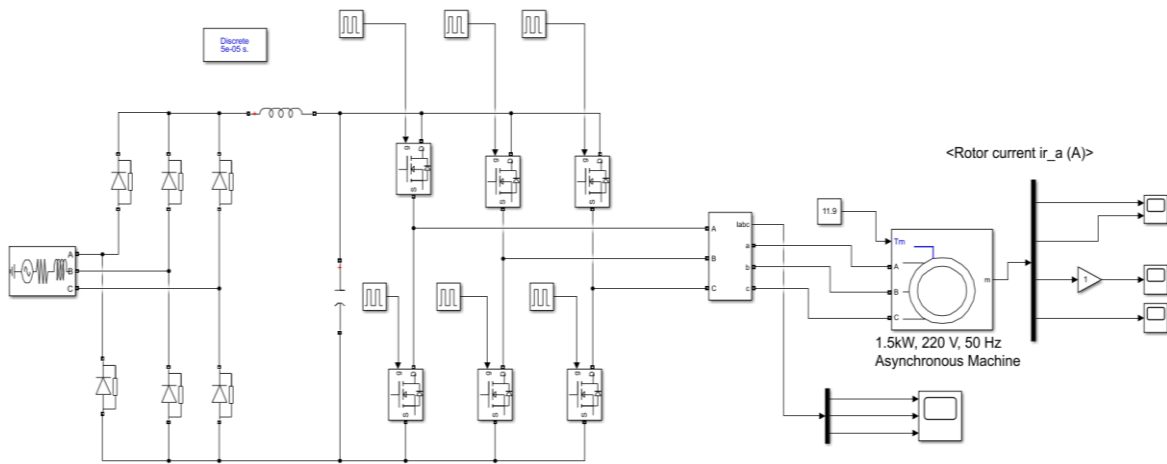 Discrete
5e-05 s.
g
D
S
g
D
S
g
D
S
<Rotor current ir_a (A)>
11.9
A
B
C
A
B
C
Iabc
a
b
c
Tm
A
B
C
m
1
1.5kW, 220 V, 50 Hz
Asynchronous Machine
g
D
S
g
D
S
g
D
S